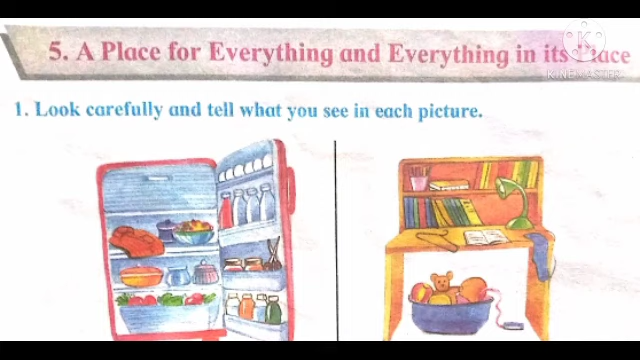 5. A Place for Everything and Everything in its Place
KINEMASTER
1. Look carefully and tell what you see in each picture.